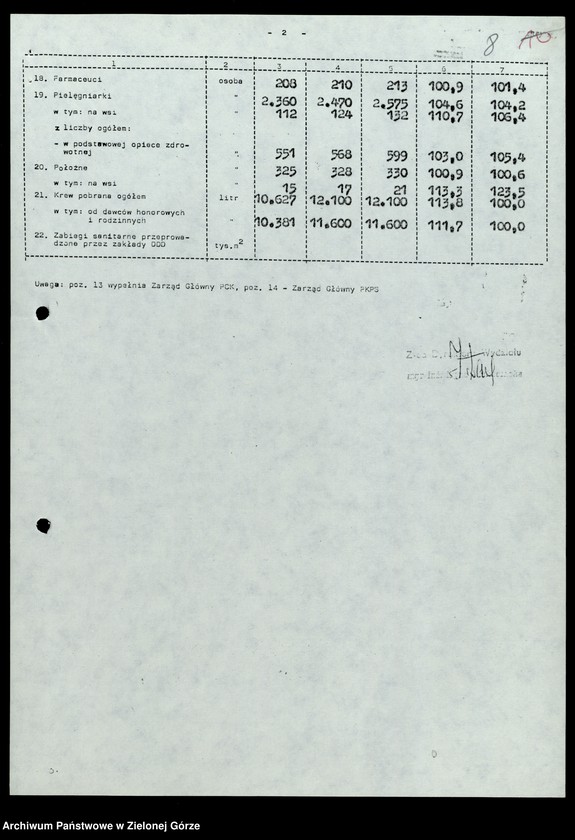 - 2 -
8
1 2 3 4 5 6 7
18. Farmaceuci osoba 208 210 213 100,9 101,4
19. Pielęgniarki " 2.360 2.470 2.575 104,6 104,2
w tym: na wsi " 112 124 132 110,7 106,4
z liczby ogółem:
- w podstawowej opiece zdro-
wotnej " 551 568 599 103,0 105,4
20. Położne " 325 328 330 100,9 100,6
w tym: na wsi " 15 17 21 113,3 123,5
21. Krew pobrana ogółem litr 10.627 12.100 12.100 113,8 100,0
w tym: od dawców honorowych
i rodzinnych " 10.381 11.600 11.600 111,7 100,0
22. Zabiegi sanitarne przeprowa-
dzane przez zakłady DDD tys.m2
Uwaga: poz. 13 wypełnia Zarząd Główny PCK, poz. 14 - Zarząd Główny PKPS
Wydziału
Archiwum Państwowe w Zielonej Górze